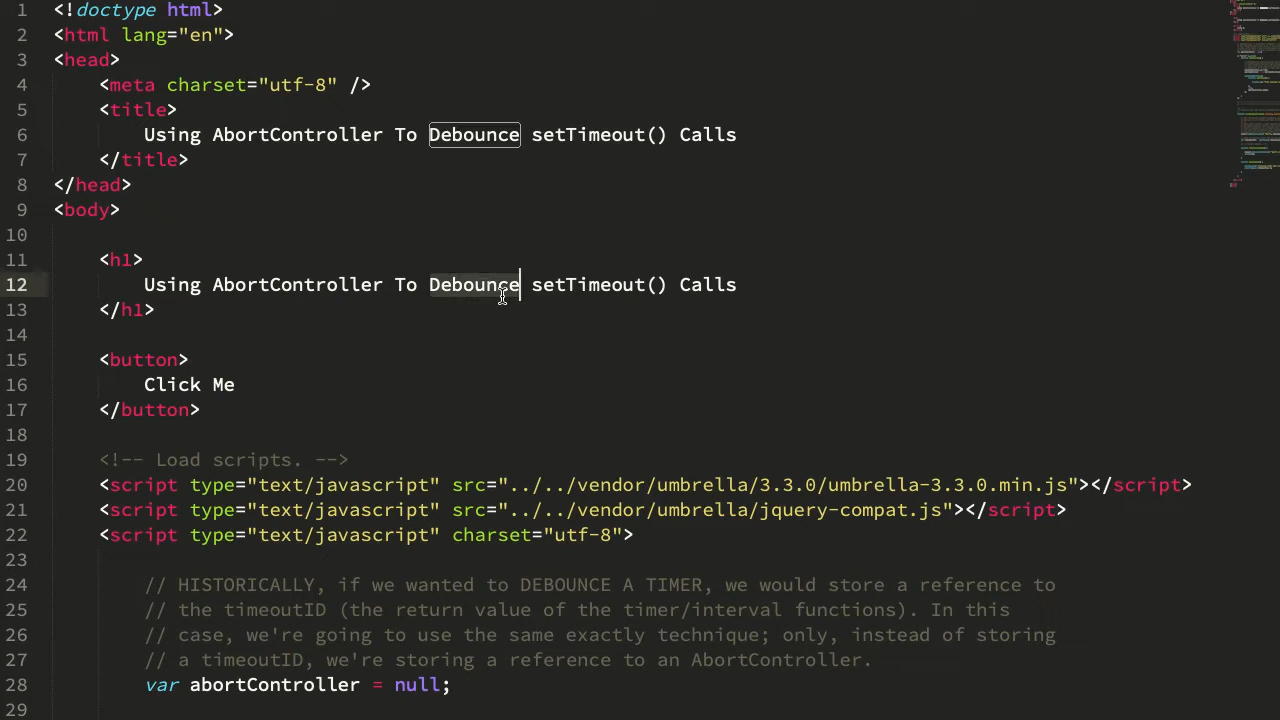 1 <!doctype html>
2 <html lang="en">
3 <head>
4 <meta charset="utf-8" />
5 <title>
6 Using AbortController To Debounce setTimeout() Calls
7 </title>
8 </head>
9 <body>
10
11 <h1>
12 Using AbortController To Debounce setTimeout() Calls
13 </h1>
14
15 <button>
16 Click Me
17 </button>
18
19 <!-- Load scripts. -->
20 <script type="text/javascript" src="../../vendor/umbrella/3.3.0/umbrella-3.3.0.min.js"></script>
21 <script type="text/javascript" src="../../vendor/umbrella/jquery-compat.js"></script>
22 <script type="text/javascript" charset="utf-8">
23
24 // HISTORICALLY, if we wanted to DEBOUNCE A TIMER, we would store a reference to
25 // the timeoutID (the return value of the timer/interval functions). In this
26 // case, we're going to use the same exactly technique; only, instead of storing
27 // a timeoutID, we're storing a reference to an AbortController.
28 var abortController = null;
29